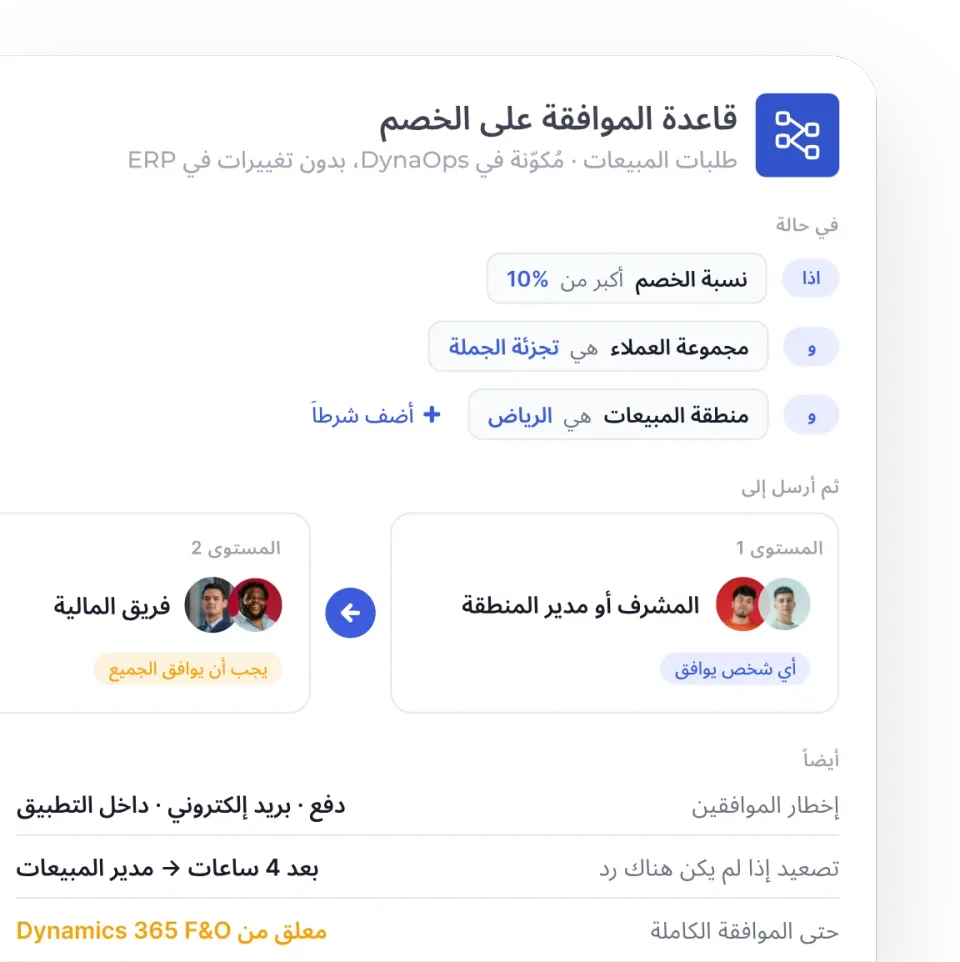 قاعدة الموافقة على الخصم
طلبات المبيعات · مُكوّنة في DynaOps، بدون تغييرات في ERP
في حالة
اذا نسبة الخصم أكبر من 10%
و مجموعة العملاء هي تجزئة الجملة
و منطقة المبيعات هي الرياض + أضف شرطاً
ثم أرسل إلى
المستوى 1
المشرف أو مدير المنطقة
أي شخص يوافق
المستوى 2
فريق المالية
يجب أن يوافق الجميع
أيضاً
إخطار الموافقين دفع · بريد إلكتروني · داخل التطبيق
تصعيد إذا لم يكن هناك رد بعد 4 ساعات → مدير المبيعات
حتى الموافقة الكاملة معلق من Dynamics 365 F&O